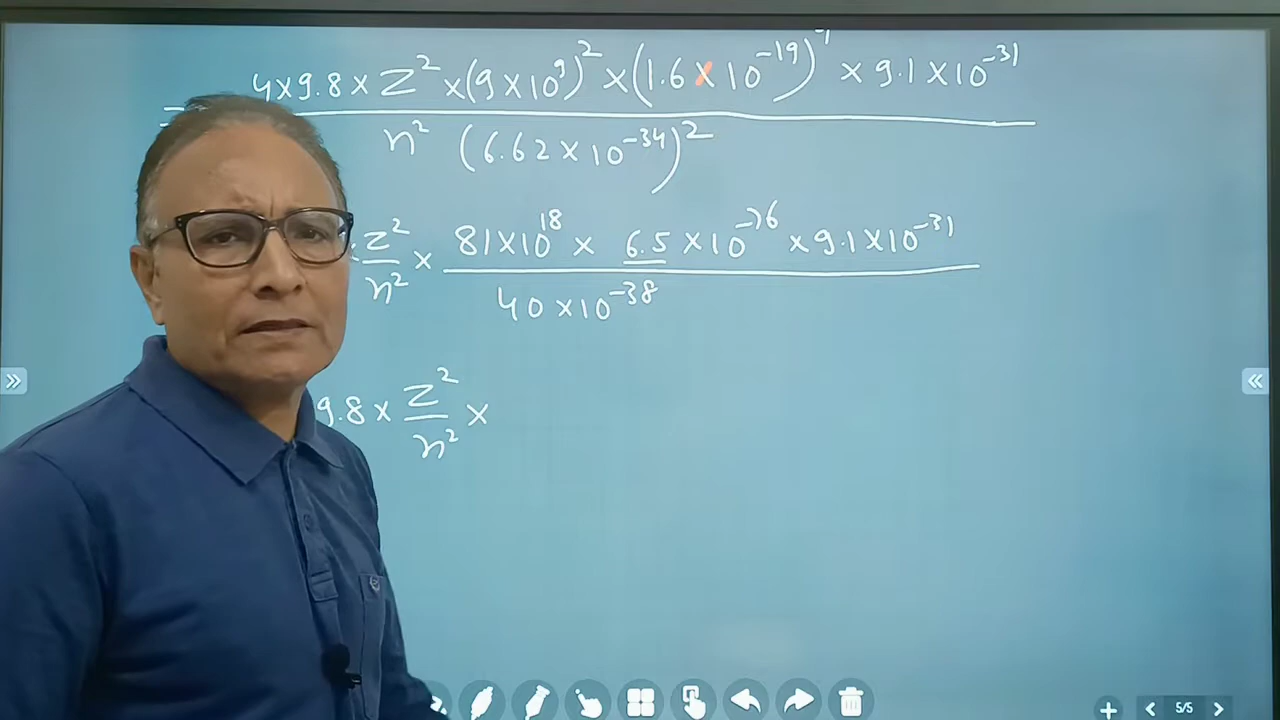 = 4×9.8×Z²×(9×10⁹)²×(1.6×10⁻¹⁹)⁴×9.1×10⁻³¹
n² (6.62×10⁻³⁴)²
Z²/n² × 81×10¹⁸ × 6.5×10⁻⁷⁶ ×9.1×10⁻³¹
40×10⁻³⁸
9.8× Z²/n² ×
5/5